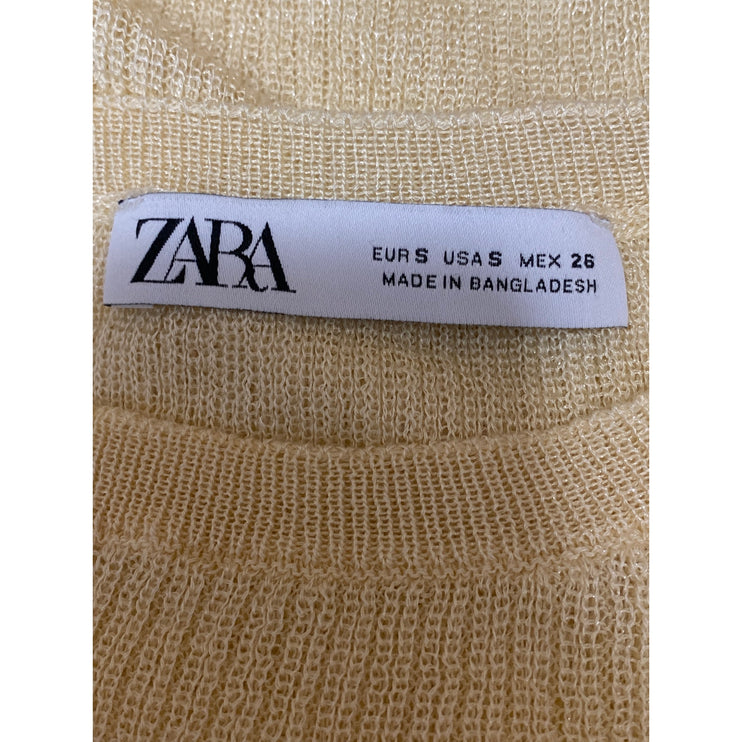 ZARA
EUR S USA S MEX 26
MADE IN BANGLADESH